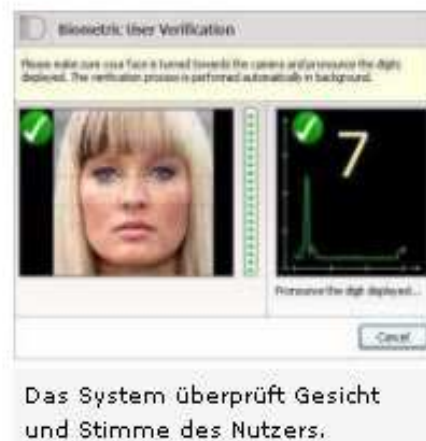 Biometric User Verification
Please make sure your face is turned towards the camera and pronounce the digits
displayed. The verification process is performed automatically in background.
7
Pronounce the digit displayed...
Cancel
Das System überprüft Gesicht
und Stimme des Nutzers.